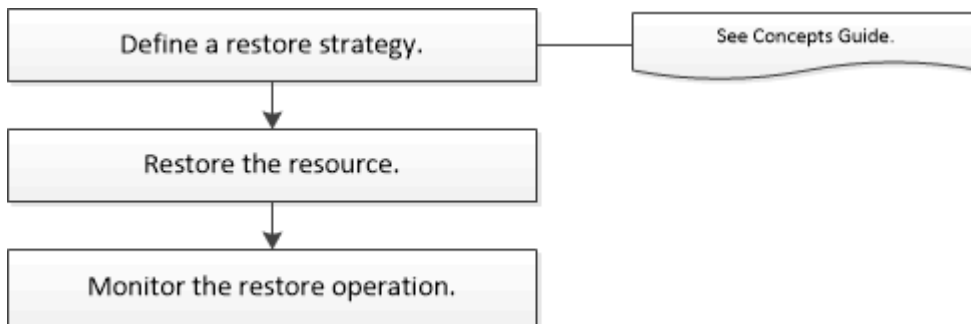 Define a restore strategy.
See Concepts Guide.
Restore the resource.
Monitor the restore operation.